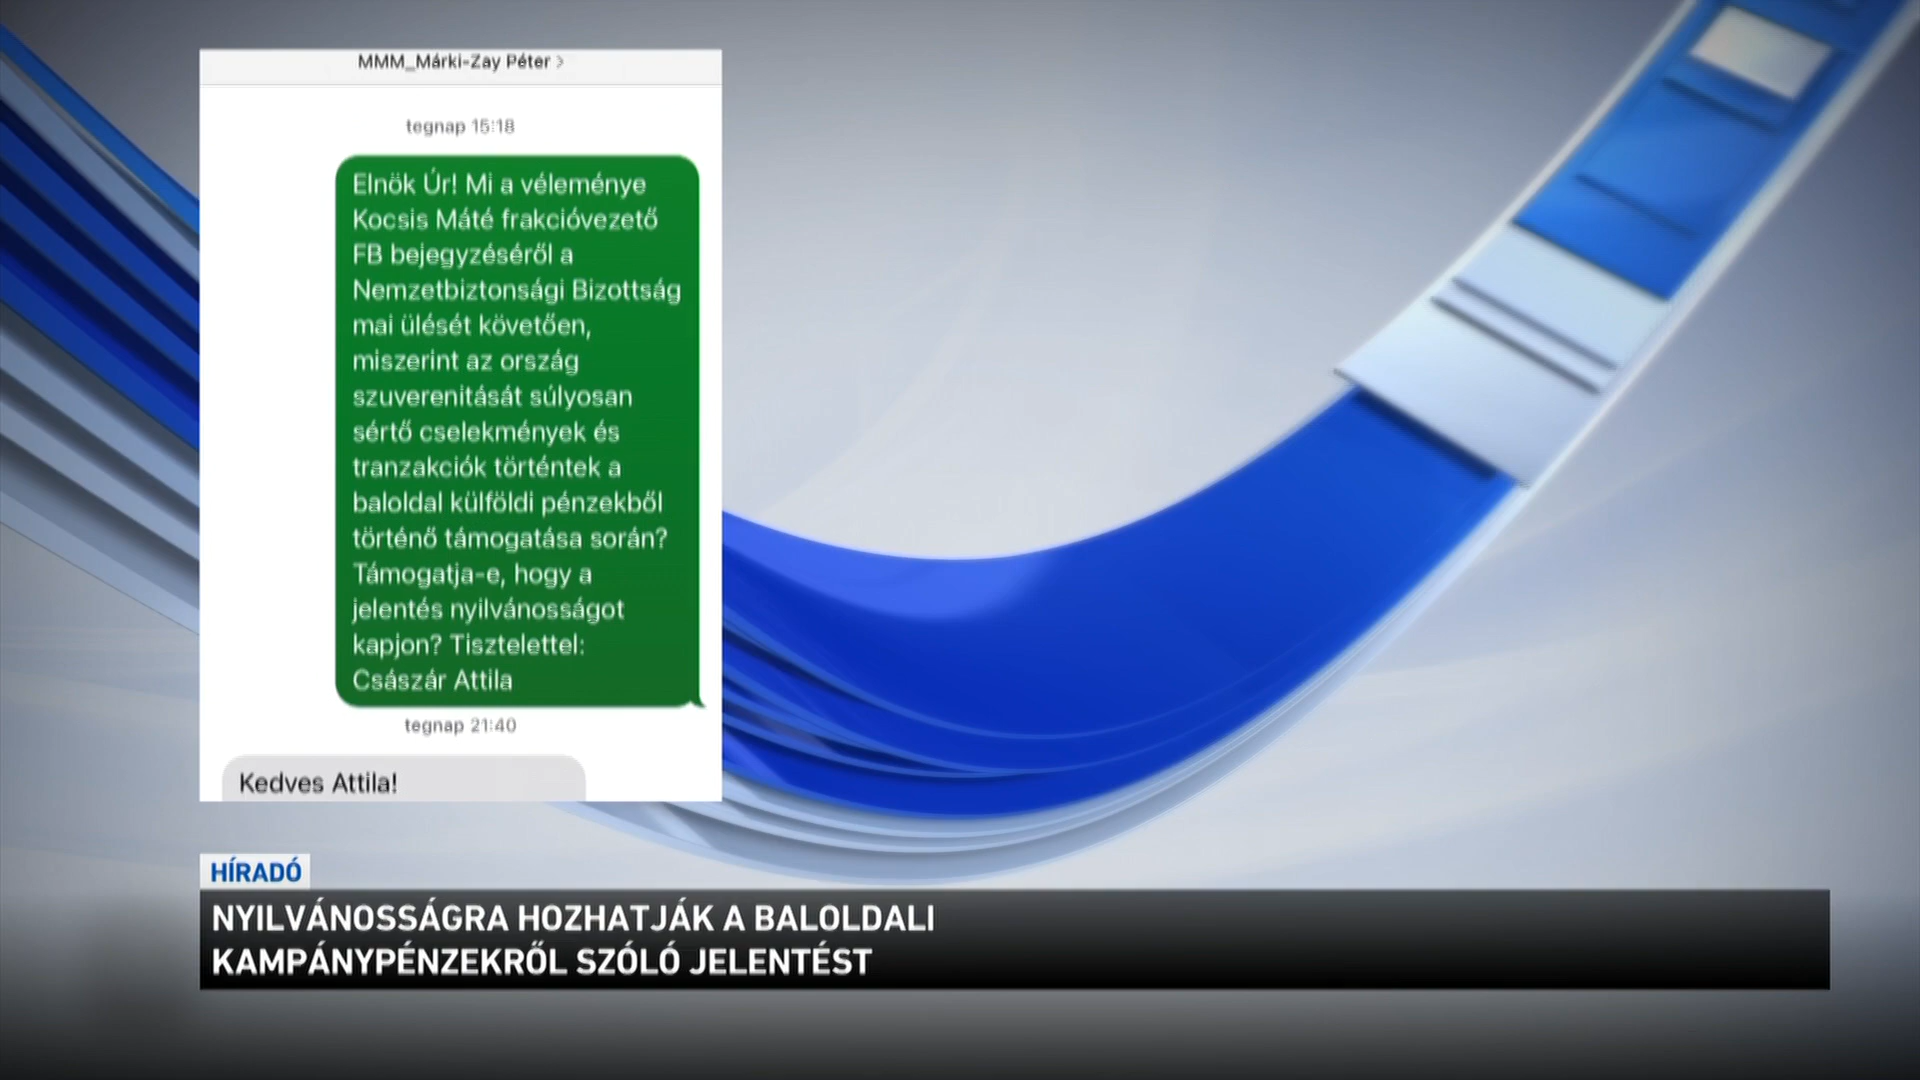 MMM_Márki-Zay Péter >
tegnap 15:18
Elnök Úr! Mi a véleménye
Kocsis Máté frakcióvezető
FB bejegyzéséről a
Nemzetbiztonsági Bizottság
mai ülését követően,
miszerint az ország
szuverenitását súlyosan
sértő cselekmények és
tranzakciók történtek a
baloldal külföldi pénzekből
történő támogatása során?
Támogatja-e, hogy a
jelentés nyilvánosságot
kapjon? Tisztelettel:
Császár Attila
tegnap 21:40
Kedves Attila!
HÍRADÓ
NYILVÁNOSSÁGRA HOZHATJÁK A BALOLDALI
KAMPÁNYPÉNZEKRŐL SZÓLÓ JELENTÉST